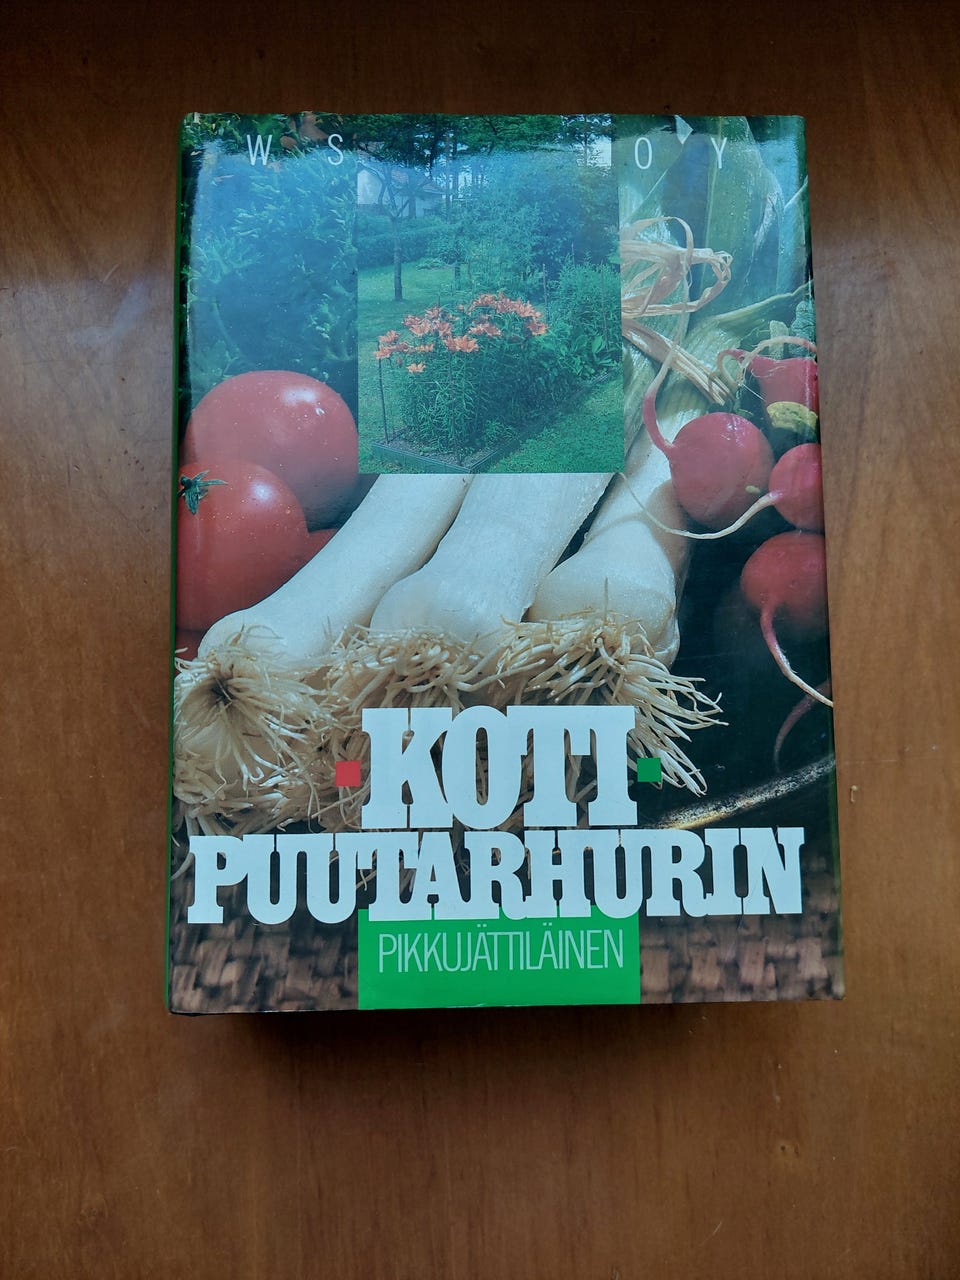 W S O Y
KOTI
PUUTARHURIN
PIKKUJÄTTILÄINEN